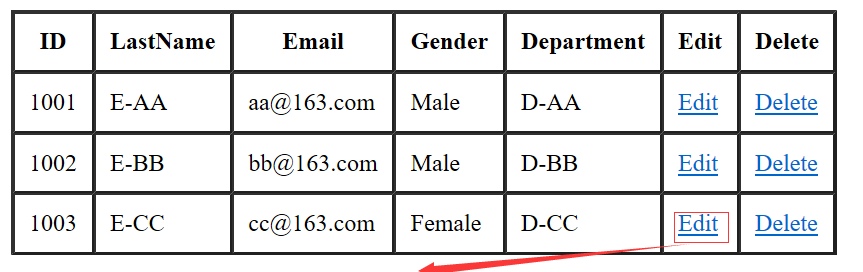 ID LastName Email Gender Department Edit Delete
1001 E-AA aa@163.com Male D-AA Edit Delete
1002 E-BB bb@163.com Male D-BB Edit Delete
1003 E-CC cc@163.com Female D-CC Edit Delete